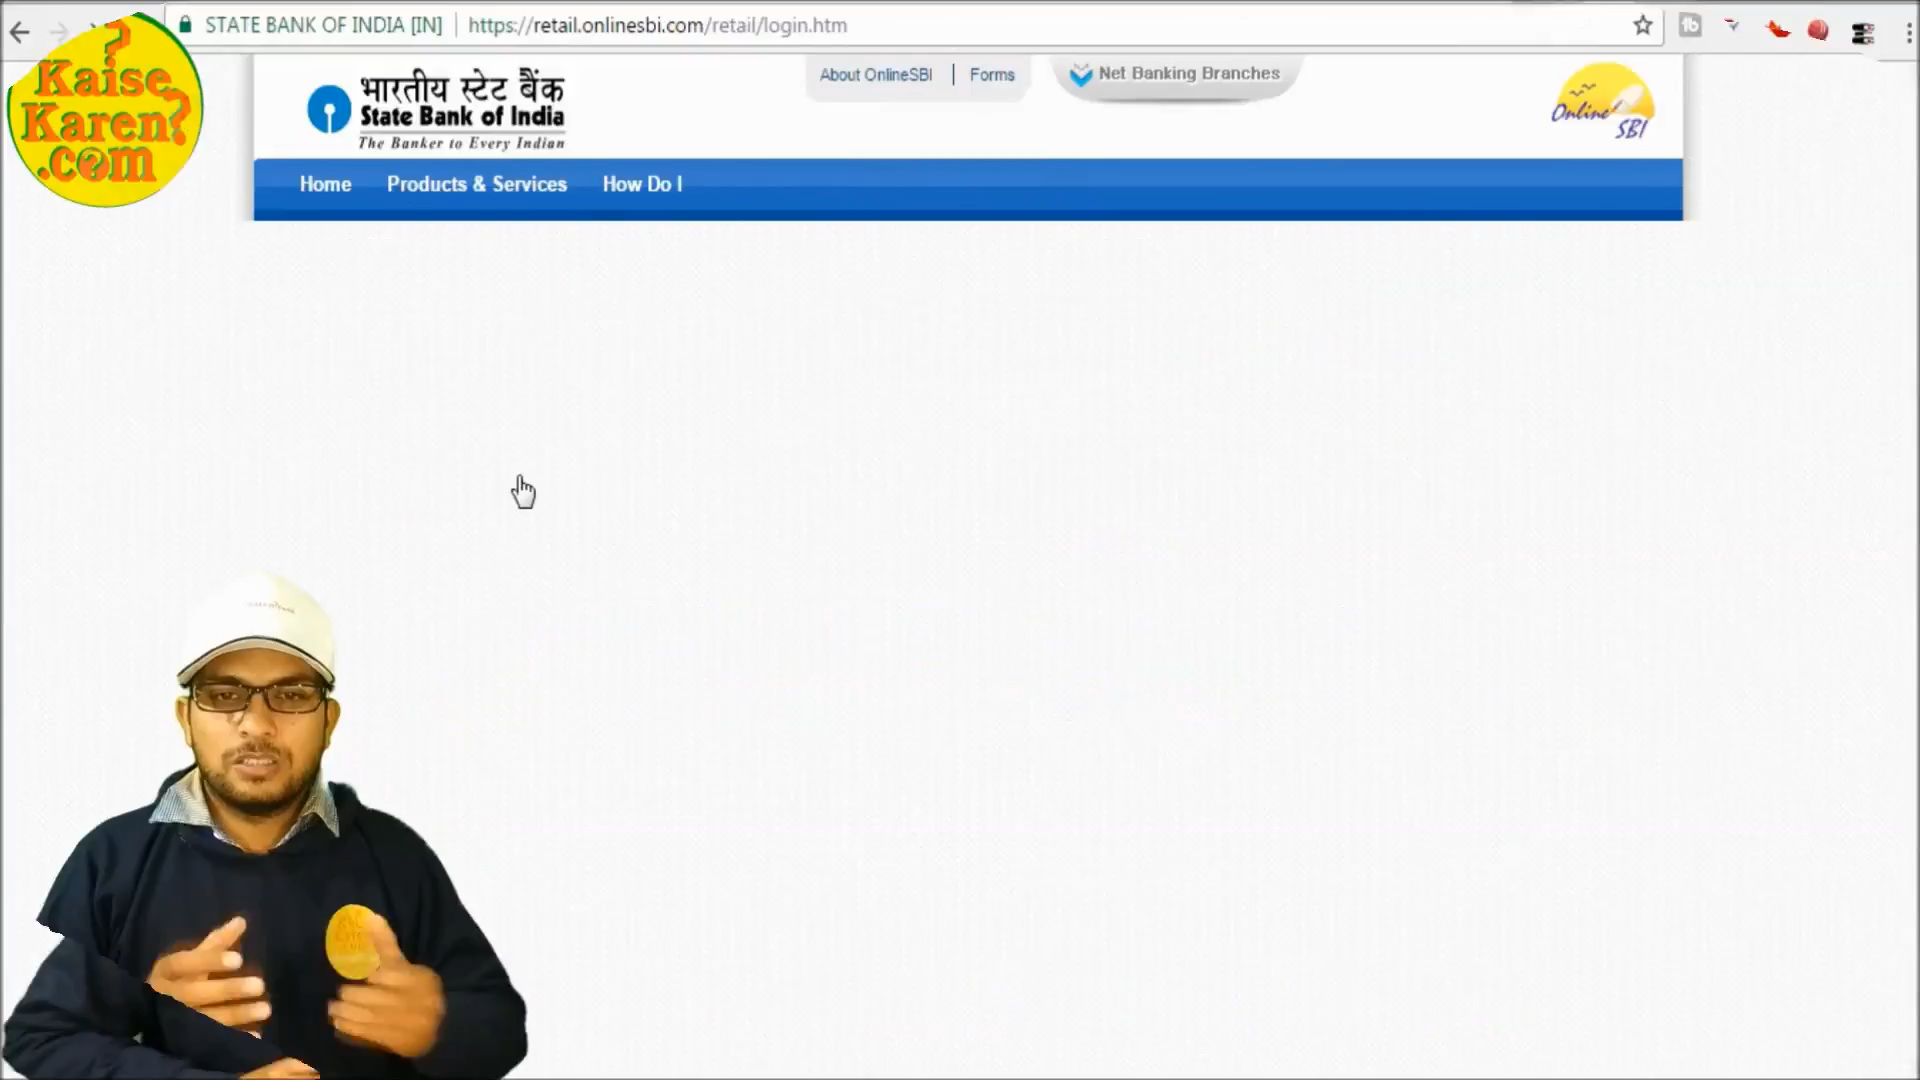 STATE BANK OF INDIA [IN] | https://retail.onlinesbi.com/retail/login.htm
? Kaise
Karen?
.com
भारतीय स्टेट बैंक
State Bank of India
The Banker to Every Indian
About OnlineSBI | Forms
Net Banking Branches
Online
SBI
Home Products & Services How Do I